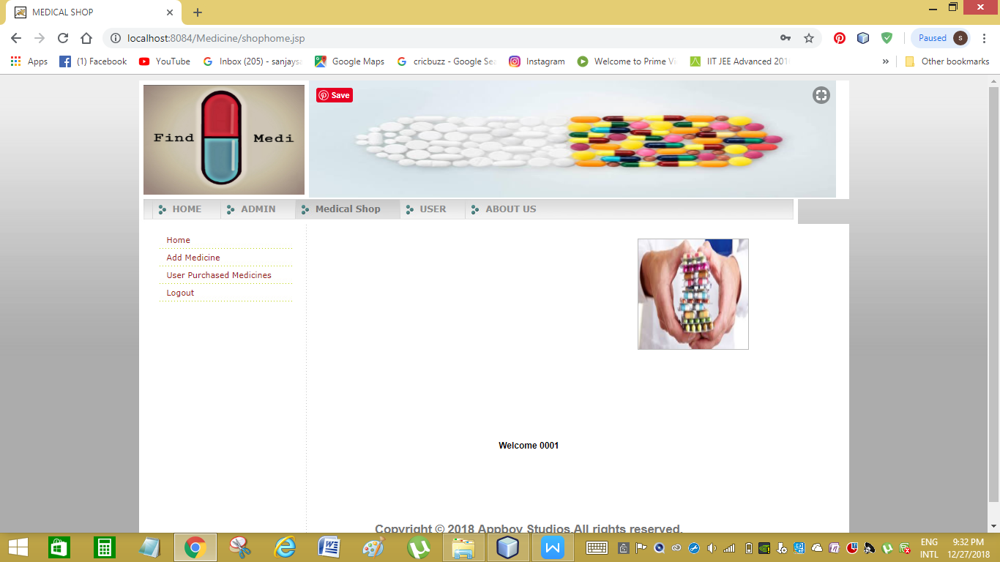 MEDICAL SHOP
localhost:8084/Medicine/shophome.jsp
Paused
S
Apps
(1) Facebook
YouTube
Inbox (205) - sanjaysa
Google Maps
cricbuzz - Google Sea
Instagram
Welcome to Prime Vi
IIT JEE Advanced 201
Other bookmarks
Find Medi
Save
HOME ADMIN Medical Shop USER ABOUT US
Home
Add Medicine
User Purchased Medicines
Logout
Welcome 0001
Copyright © 2018 Appboy Studios.All rights reserved.
ENG 9:32 PM
INTL 12/27/2018